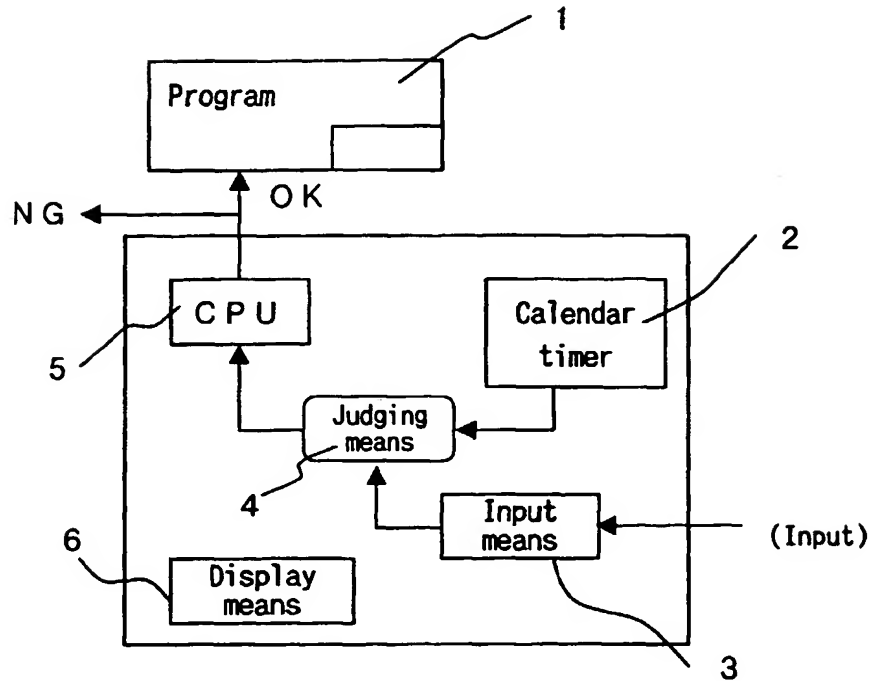 1
Program
OK
NG
2
CPU
Calendar
timer
5
Judging
means
4
Input
means
(Input)
6
Display
means
3